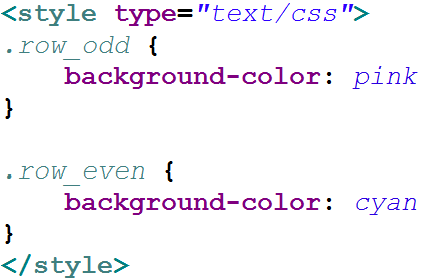 <style type="text/css">
.row_odd {
    background-color: pink
}

.row_even {
    background-color: cyan
}
</style>